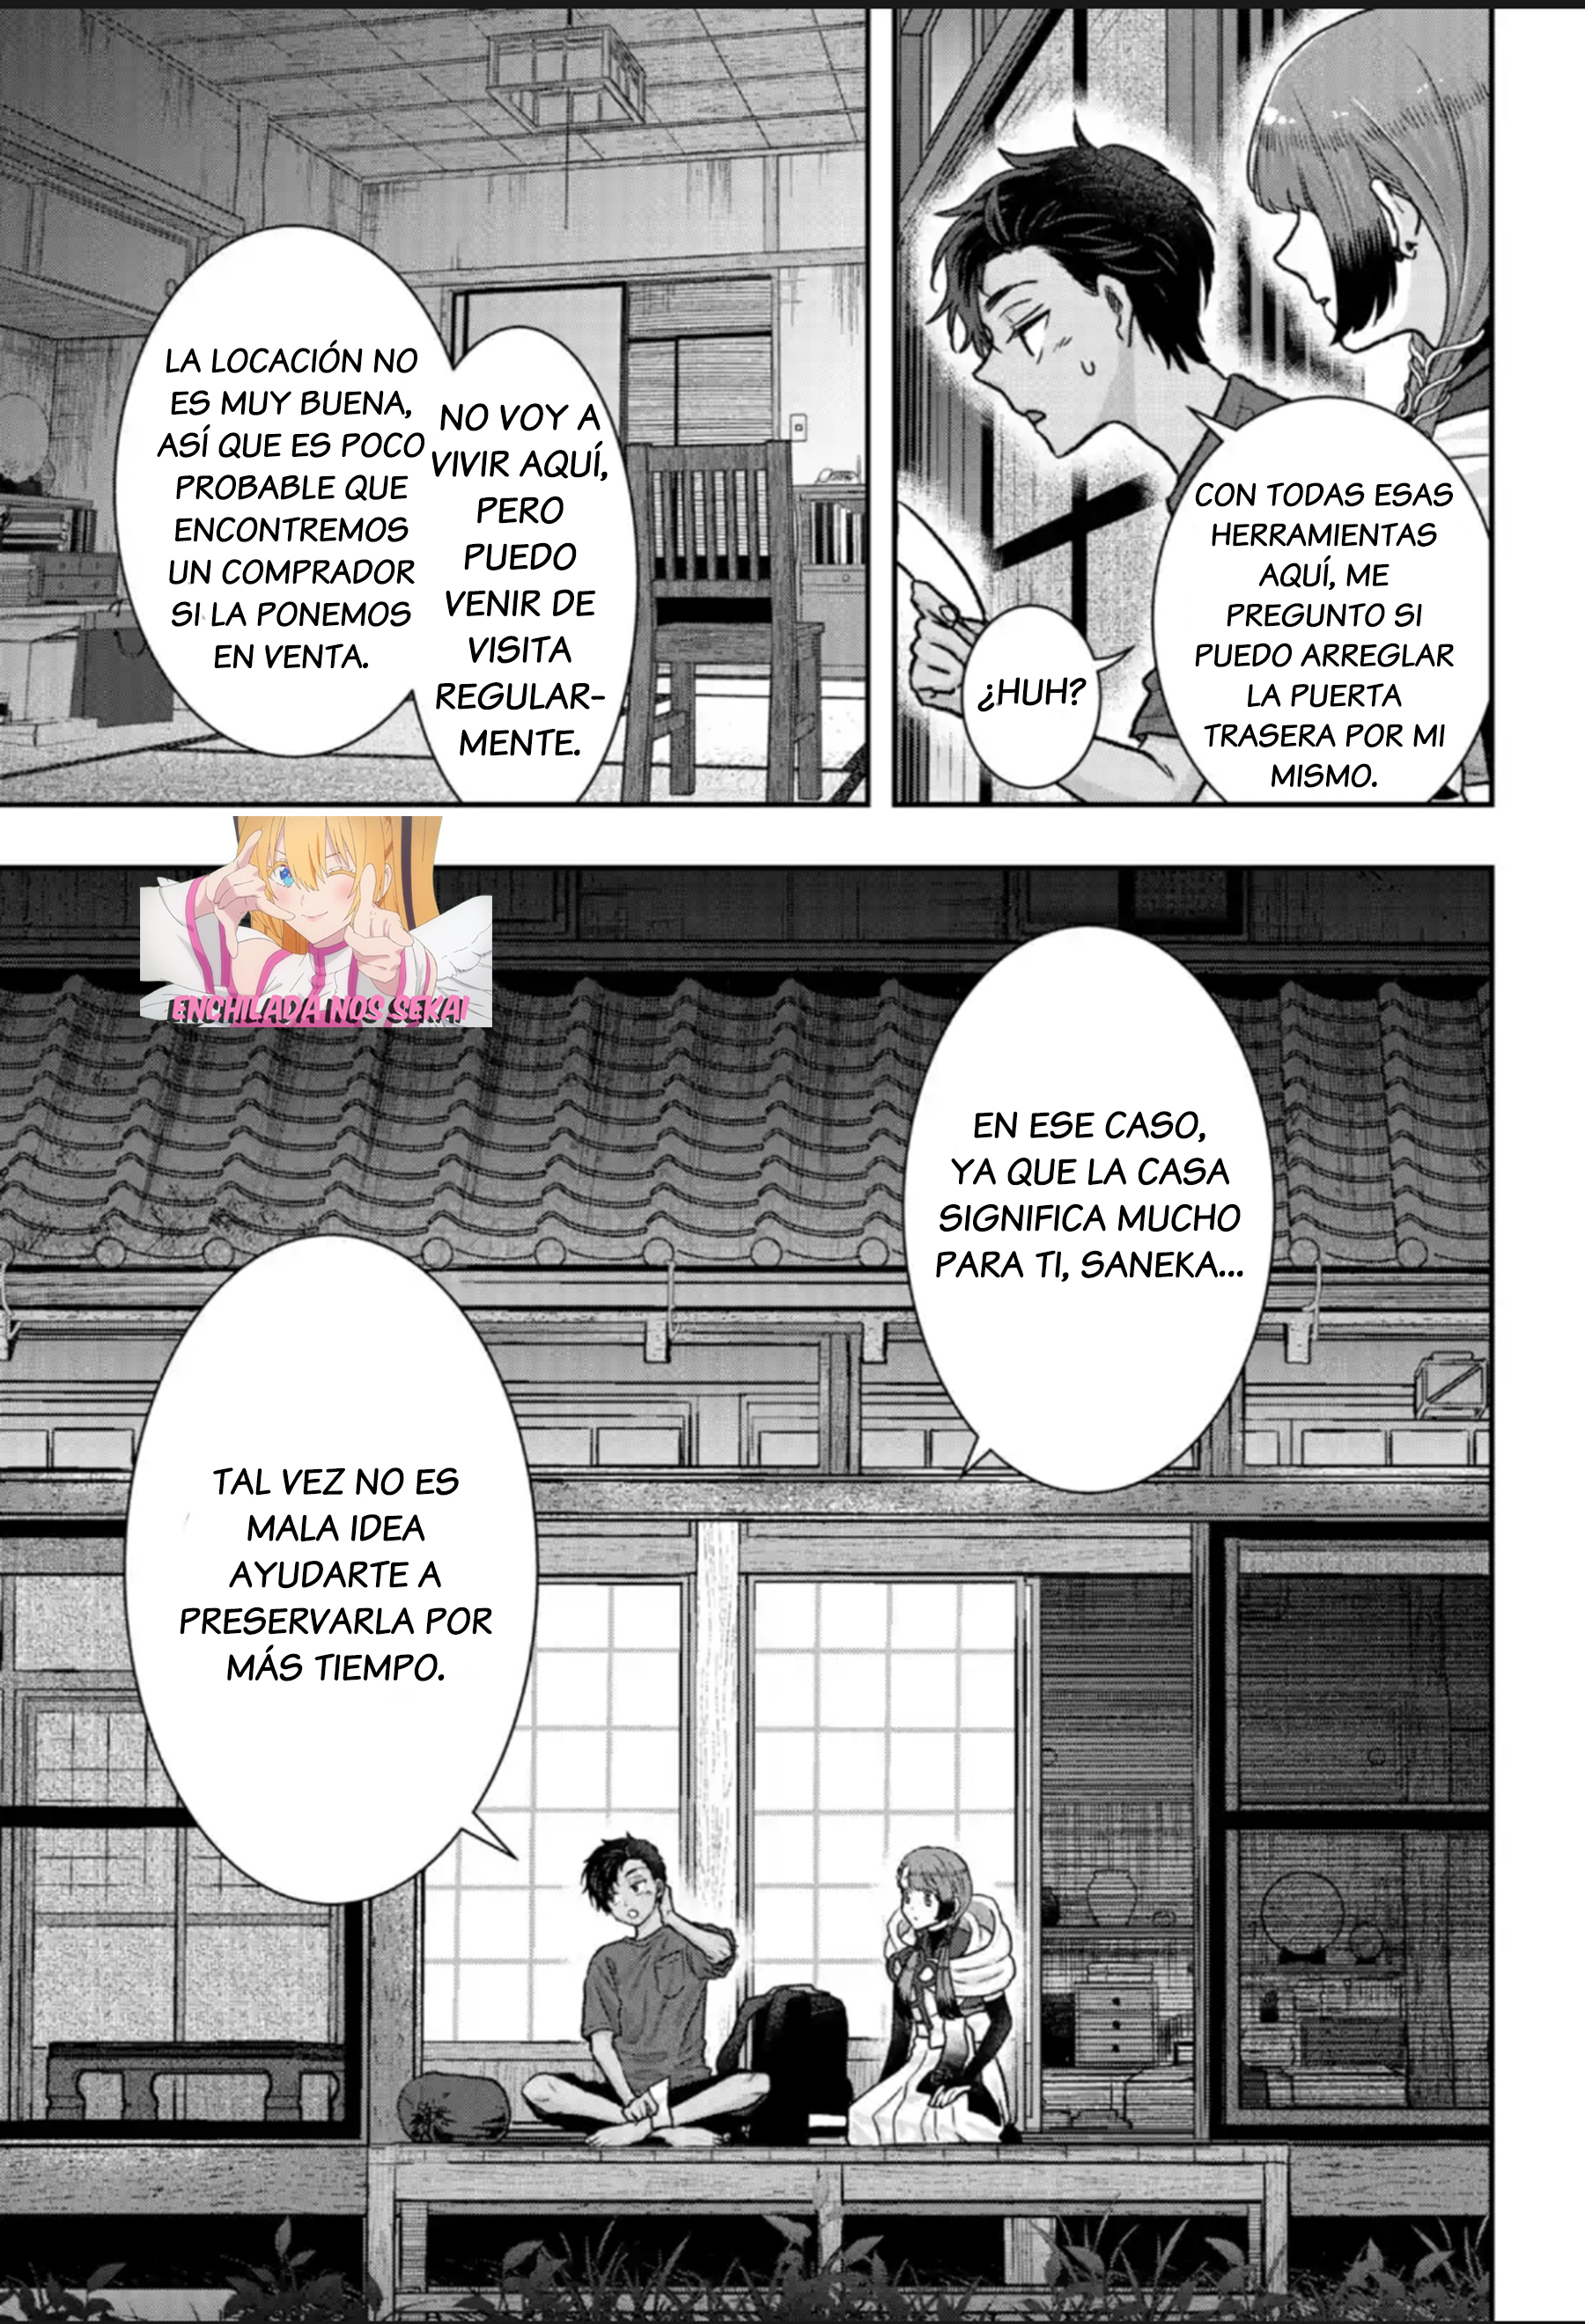 CON TODAS ESAS
HERRAMIENTAS
AQUÍ, ME
PREGUNTO SI
PUEDO ARREGLAR
LA PUERTA
TRASERA POR MI
MISMO.
¿HUH?
NO VOY A
VIVIR AQUÍ,
PERO
PUEDO
VENIR DE
VISITA
REGULAR-
MENTE.
LA LOCACIÓN NO
ES MUY BUENA,
ASÍ QUE ES POCO
PROBABLE QUE
ENCONTREMOS
UN COMPRADOR
SI LA PONEMOS
EN VENTA.
ENCHILADA NOS SEKAI
EN ESE CASO,
YA QUE LA CASA
SIGNIFICA MUCHO
PARA TI, SANEKA...
TAL VEZ NO ES
MALA IDEA
AYUDARTE A
PRESERVARLA POR
MÁS TIEMPO.